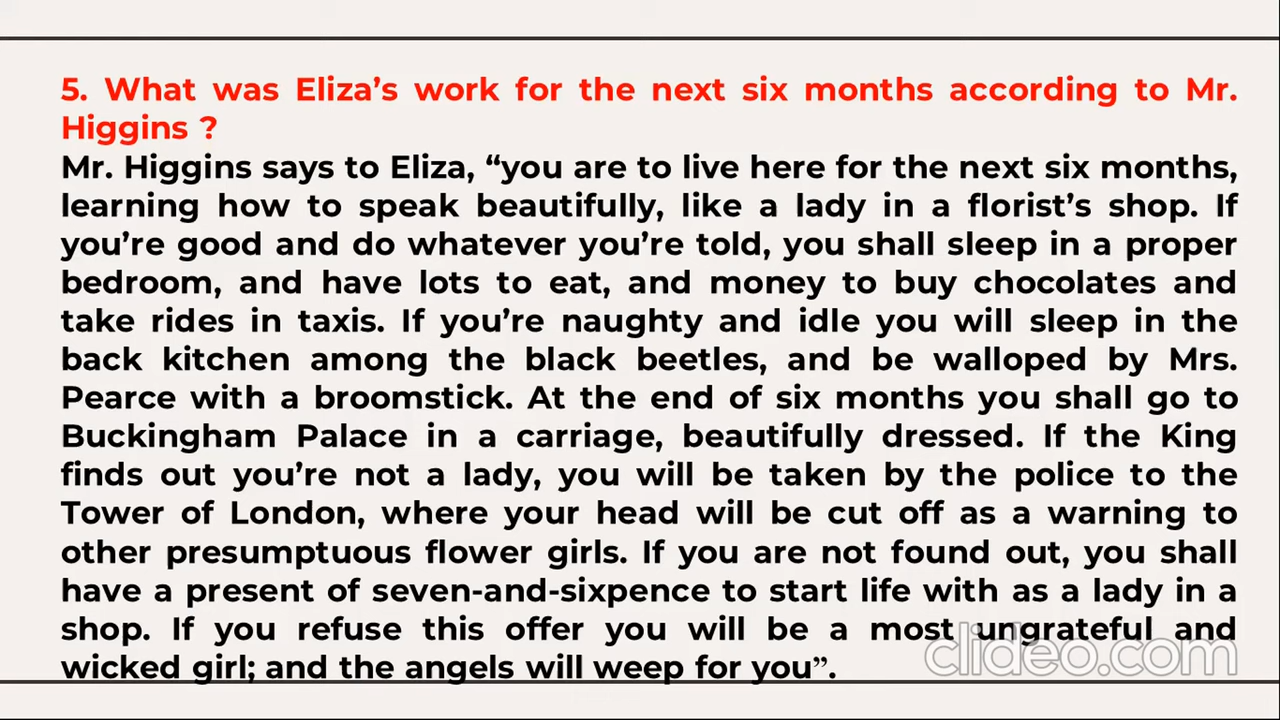 5. What was Eliza’s work for the next six months according to Mr.
Higgins ?
Mr. Higgins says to Eliza, “you are to live here for the next six months,
learning how to speak beautifully, like a lady in a florist’s shop. If
you’re good and do whatever you’re told, you shall sleep in a proper
bedroom, and have lots to eat, and money to buy chocolates and
take rides in taxis. If you’re naughty and idle you will sleep in the
back kitchen among the black beetles, and be walloped by Mrs.
Pearce with a broomstick. At the end of six months you shall go to
Buckingham Palace in a carriage, beautifully dressed. If the King
finds out you’re not a lady, you will be taken by the police to the
Tower of London, where your head will be cut off as a warning to
other presumptuous flower girls. If you are not found out, you shall
have a present of seven-and-sixpence to start life with as a lady in a
shop. If you refuse this offer you will be a most ungrateful and
wicked girl; and the angels will weep for you”.
clideo.com